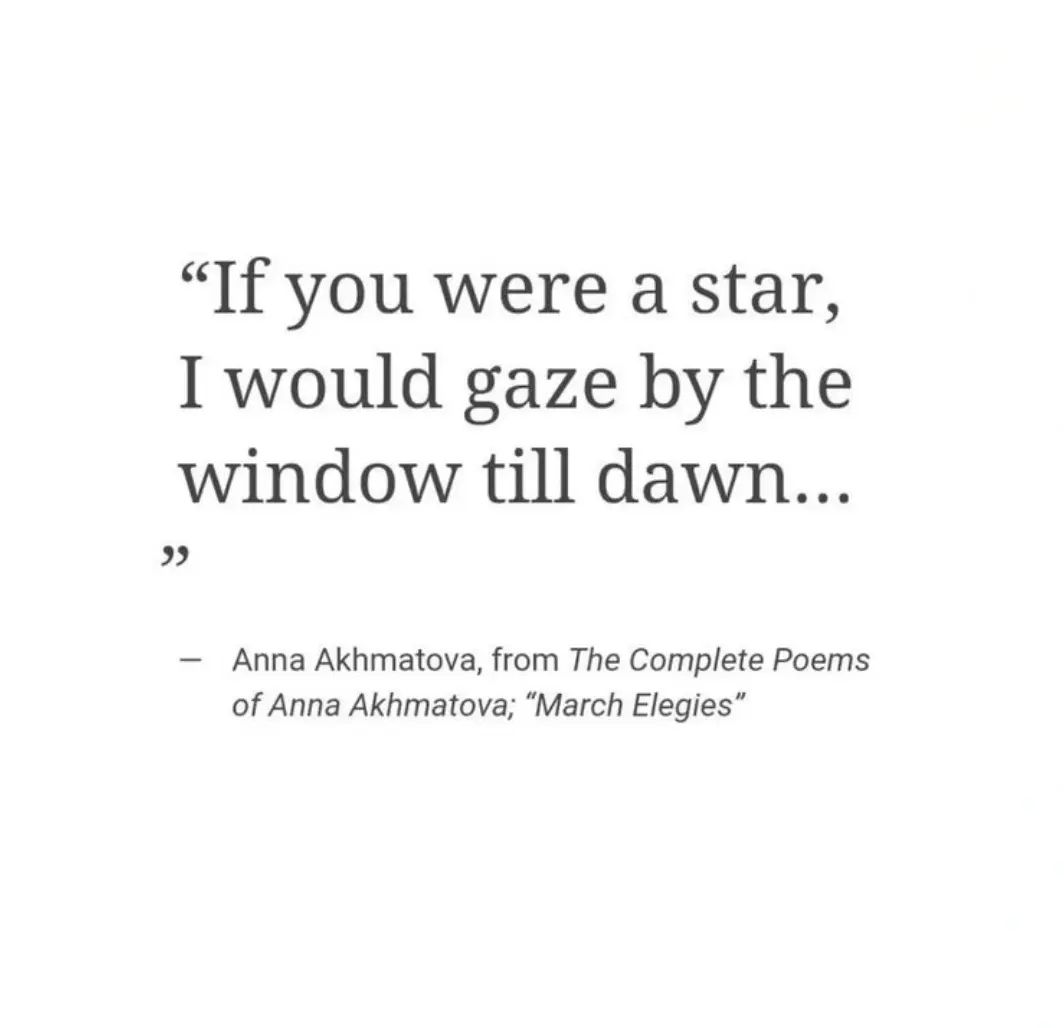 “If you were a star,
I would gaze by the
window till dawn...
”
— Anna Akhmatova, from The Complete Poems
of Anna Akhmatova; “March Elegies”